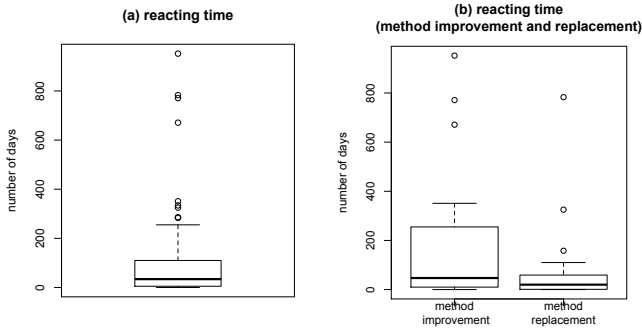 (a) reacting time
number of days
800
600
400
200
0
(b) reacting time
(method improvement and replacement)
number of days
800
600
400
200
0
method
improvement
method
replacement